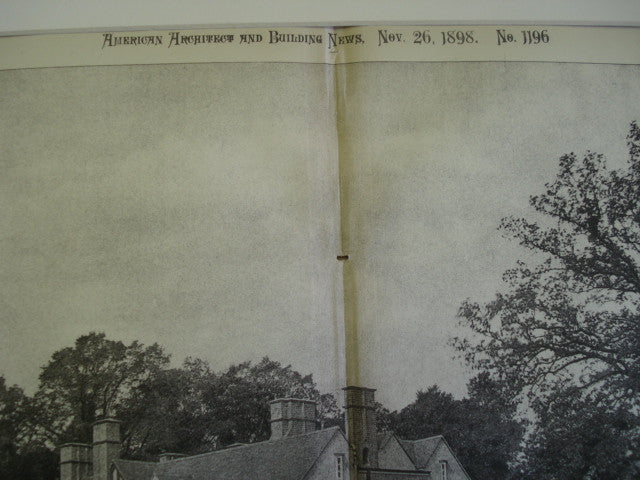 American Architect and Building News, Nov. 26, 1898. No. 1196